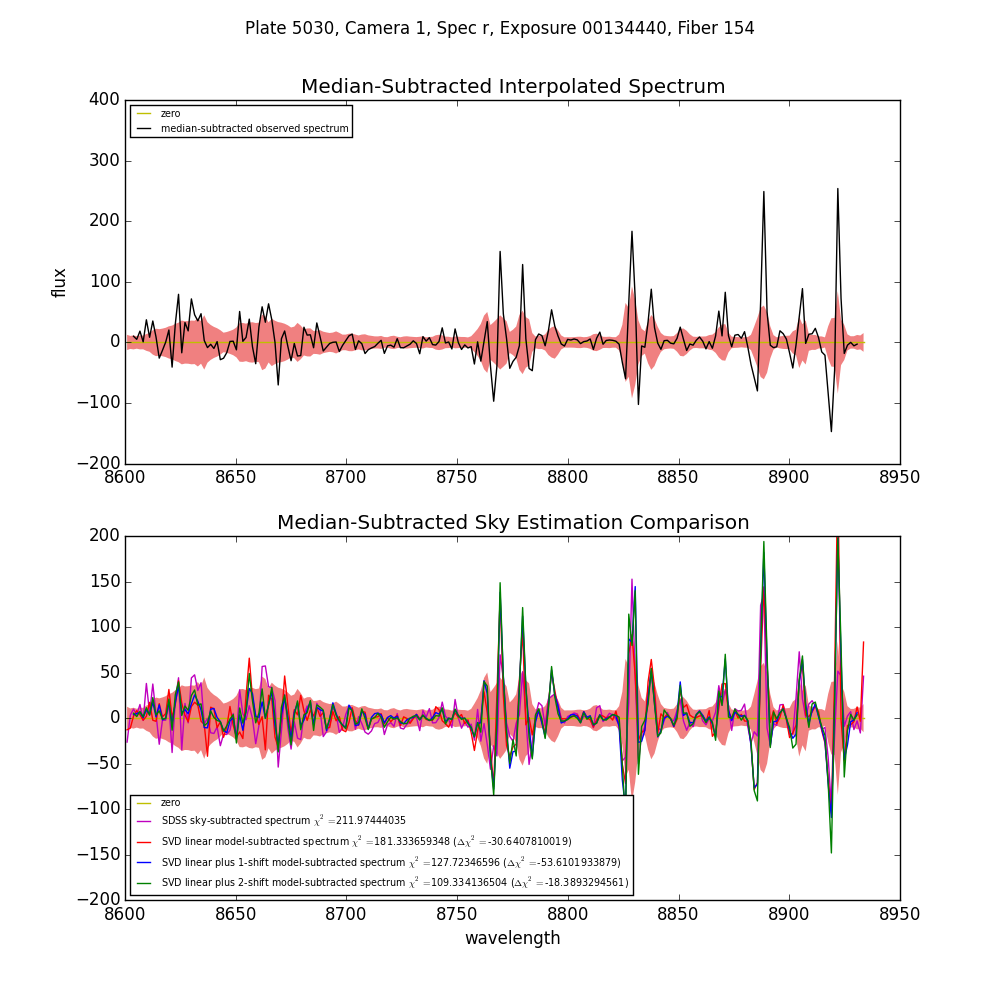 Plate 5030, Camera 1, Spec r, Exposure 00134440, Fiber 154
Median-Subtracted Interpolated Spectrum
400
300
200
100
0
−100
−200
flux
zero
median-subtracted observed spectrum
8600 8650 8700 8750 8800 8850 8900 8950
Median-Subtracted Sky Estimation Comparison
200
150
100
50
0
−50
−100
−150
−200
zero
SDSS sky-subtracted spectrum χ² =211.97444035
SVD linear model-subtracted spectrum χ² =181.333659348 (Δχ² =-30.6407810019)
SVD linear plus 1-shift model-subtracted spectrum χ² =127.72346596 (Δχ² =-53.6101933879)
SVD linear plus 2-shift model-subtracted spectrum χ² =109.334136504 (Δχ² =-18.3893294561)
8600 8650 8700 8750 8800 8850 8900 8950
wavelength